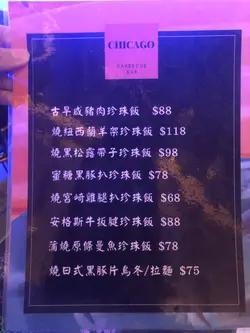 CHICAGO
BARBECUE
BAR
古早咸豬肉珍珠飯 $88
燒紐西蘭羊架珍珠飯 $118
燒黑松露帶子珍珠飯 $98
蜜糖黑豚扒珍珠飯 $78
燒宮崎雞腿扒珍珠飯 $68
安格斯牛板腱珍珠飯 $88
蒲燒原條曼魚珍珠飯 $78
燒日式黑豚片烏冬/拉麵 $75